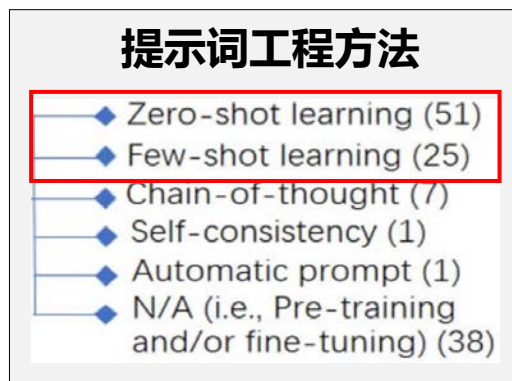 提示词工程方法
Zero-shot learning (51)
Few-shot learning (25)
Chain-of-thought (7)
Self-consistency (1)
Automatic prompt (1)
N/A (i.e., Pre-training
and/or fine-tuning) (38)